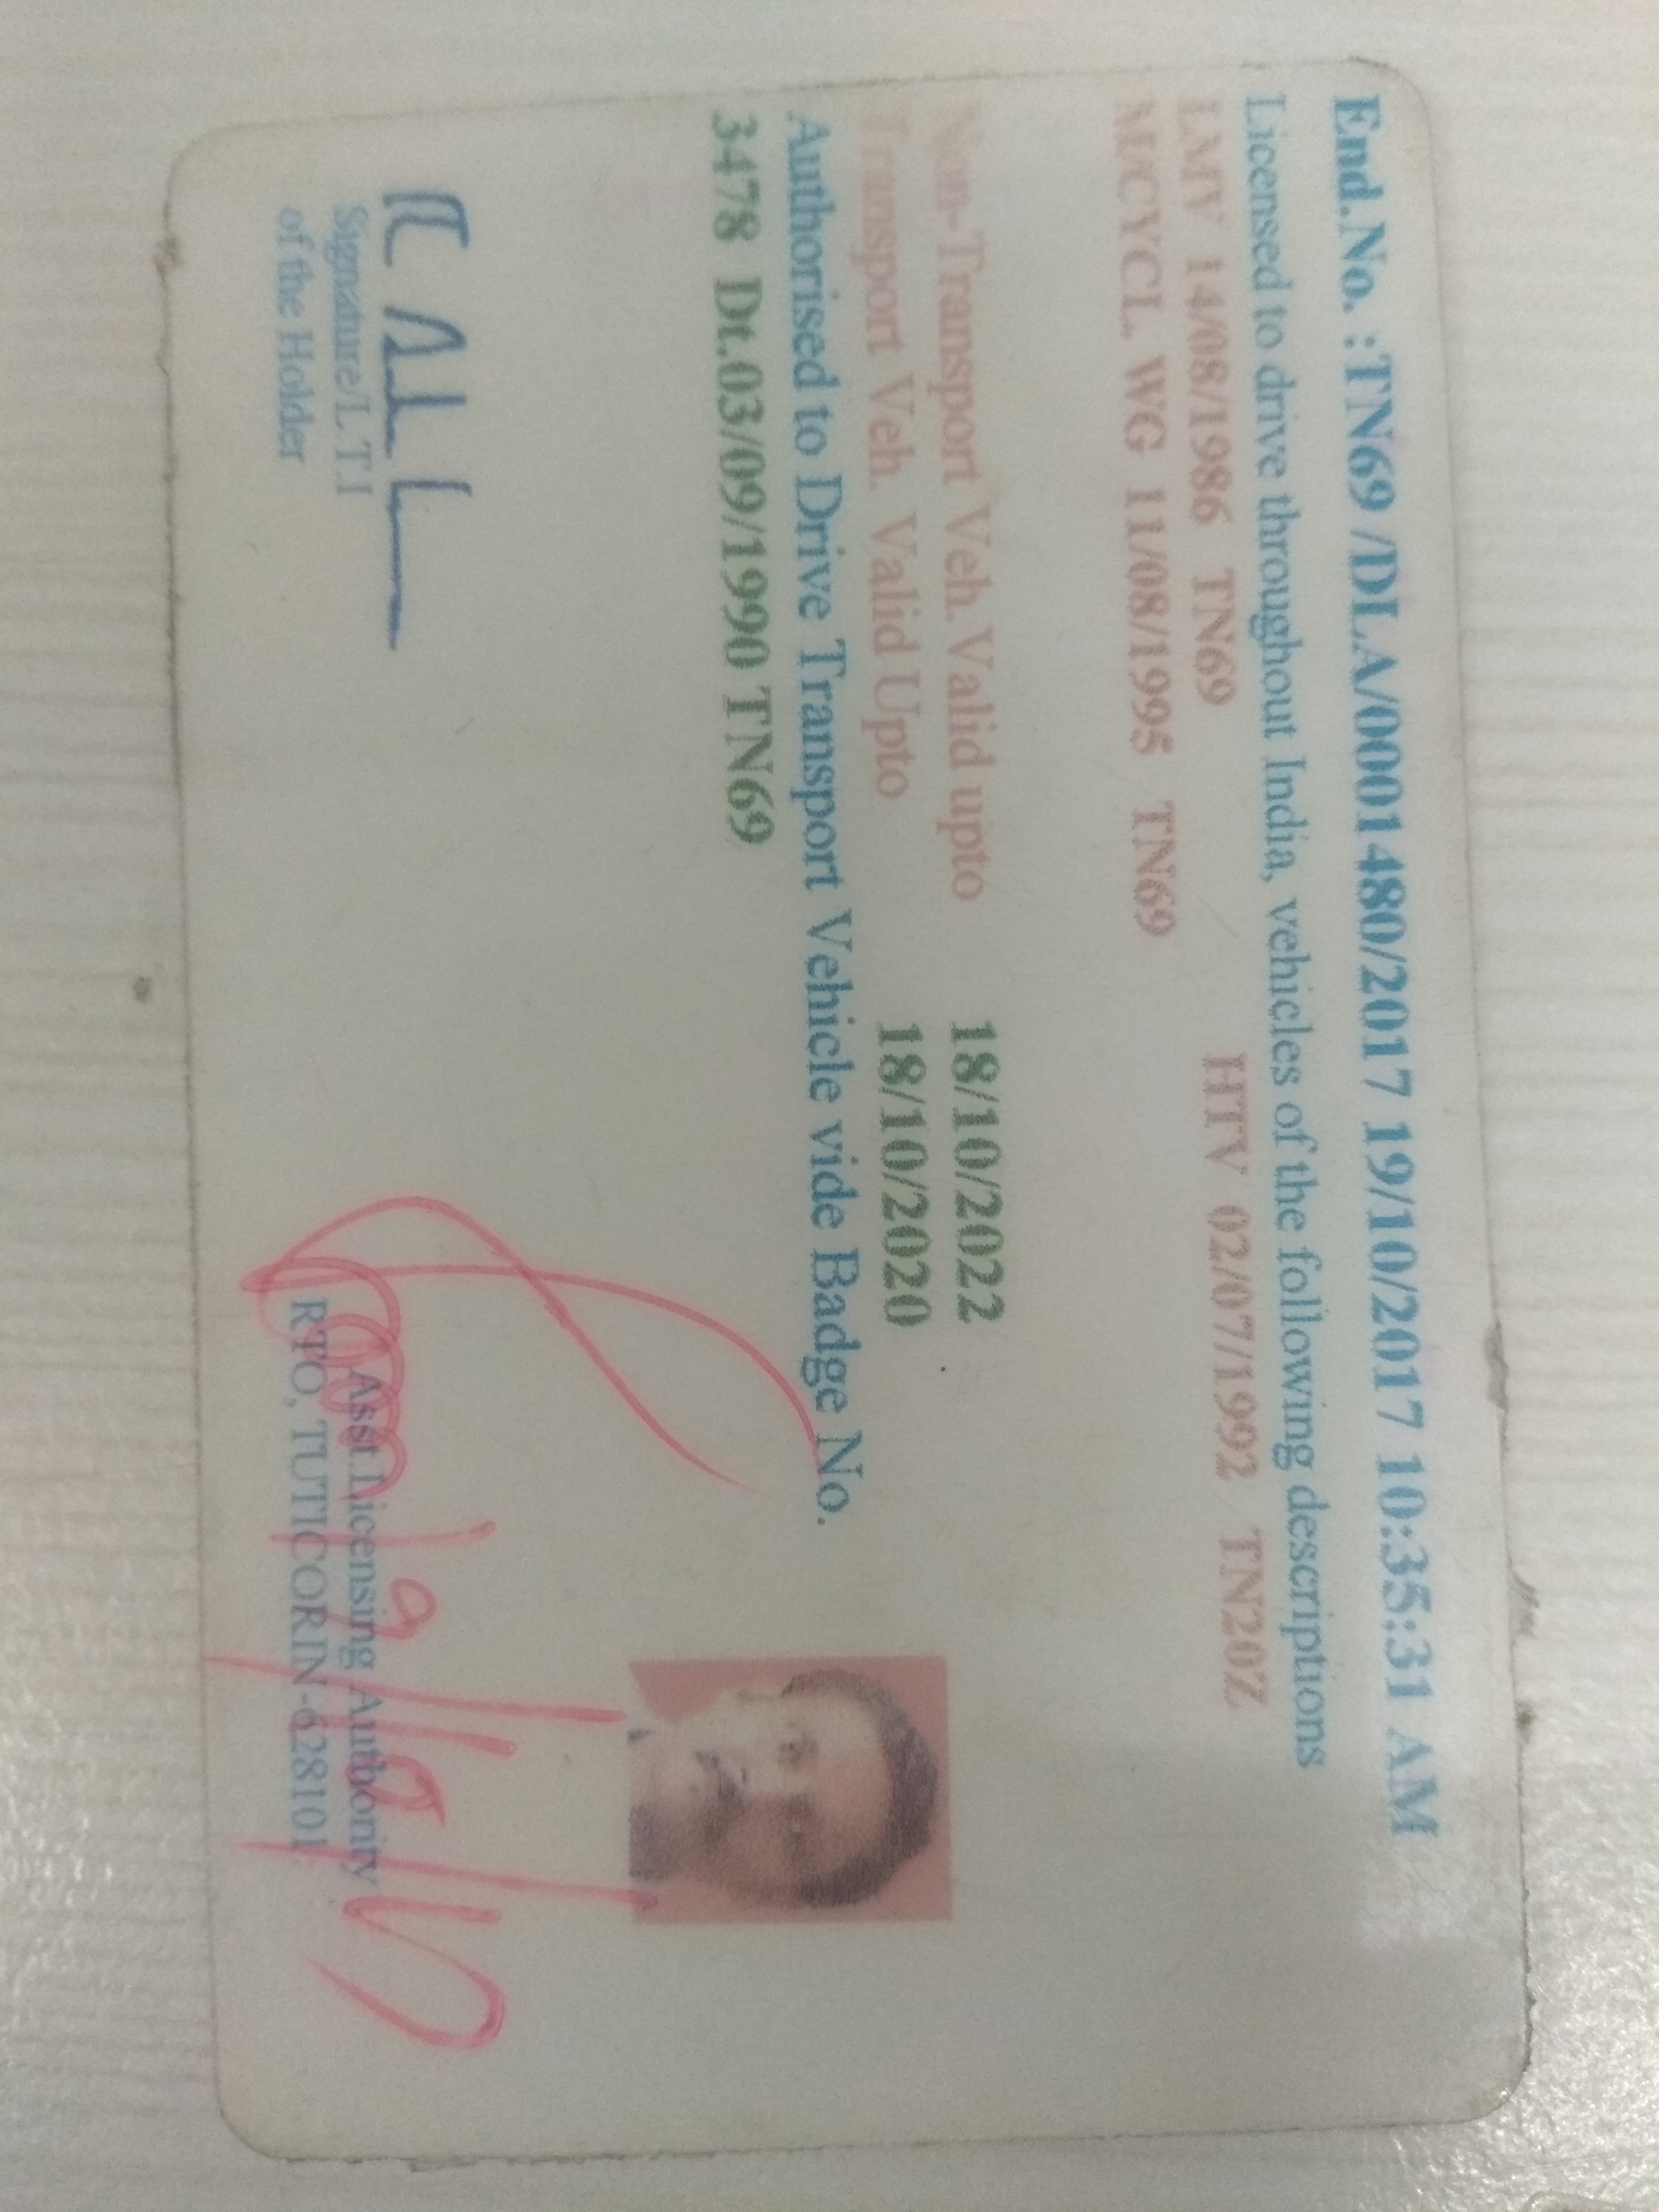 End.No. :TN69 /DLA/0001480/2017 19/10/2017 10:35:31 AM
Licensed to drive throughout India, vehicles of the following descriptions
LMV 14/08/1986 TN69 HTV 02/07/1992 TN20Z
M/CYCL. WG 11/08/1995 TN69
Non-Transport Veh. Valid upto 18/10/2022
Transport Veh. Valid Upto 18/10/2020
Authorised to Drive Transport Vehicle vide Badge No.
3478 Dt.03/09/1990 TN69
Signature/L.T.I
of the Holder
Asst.Licensing Authority
RTO, TUTICORIN-628101